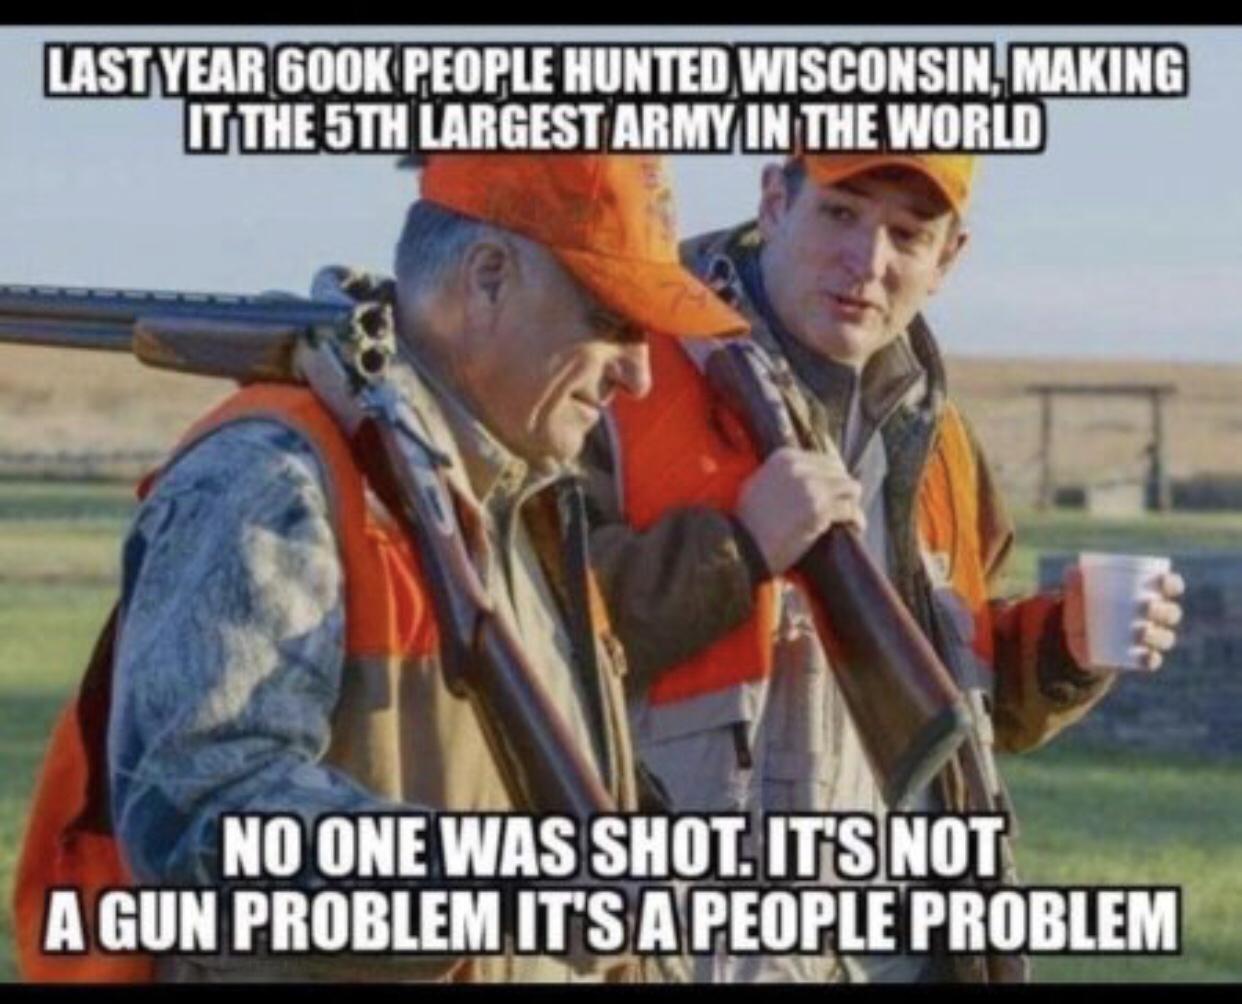 LAST YEAR 600K PEOPLE HUNTED WISCONSIN, MAKING
IT THE 5TH LARGEST ARMY IN THE WORLD
NO ONE WAS SHOT. IT'S NOT
A GUN PROBLEM IT'S A PEOPLE PROBLEM